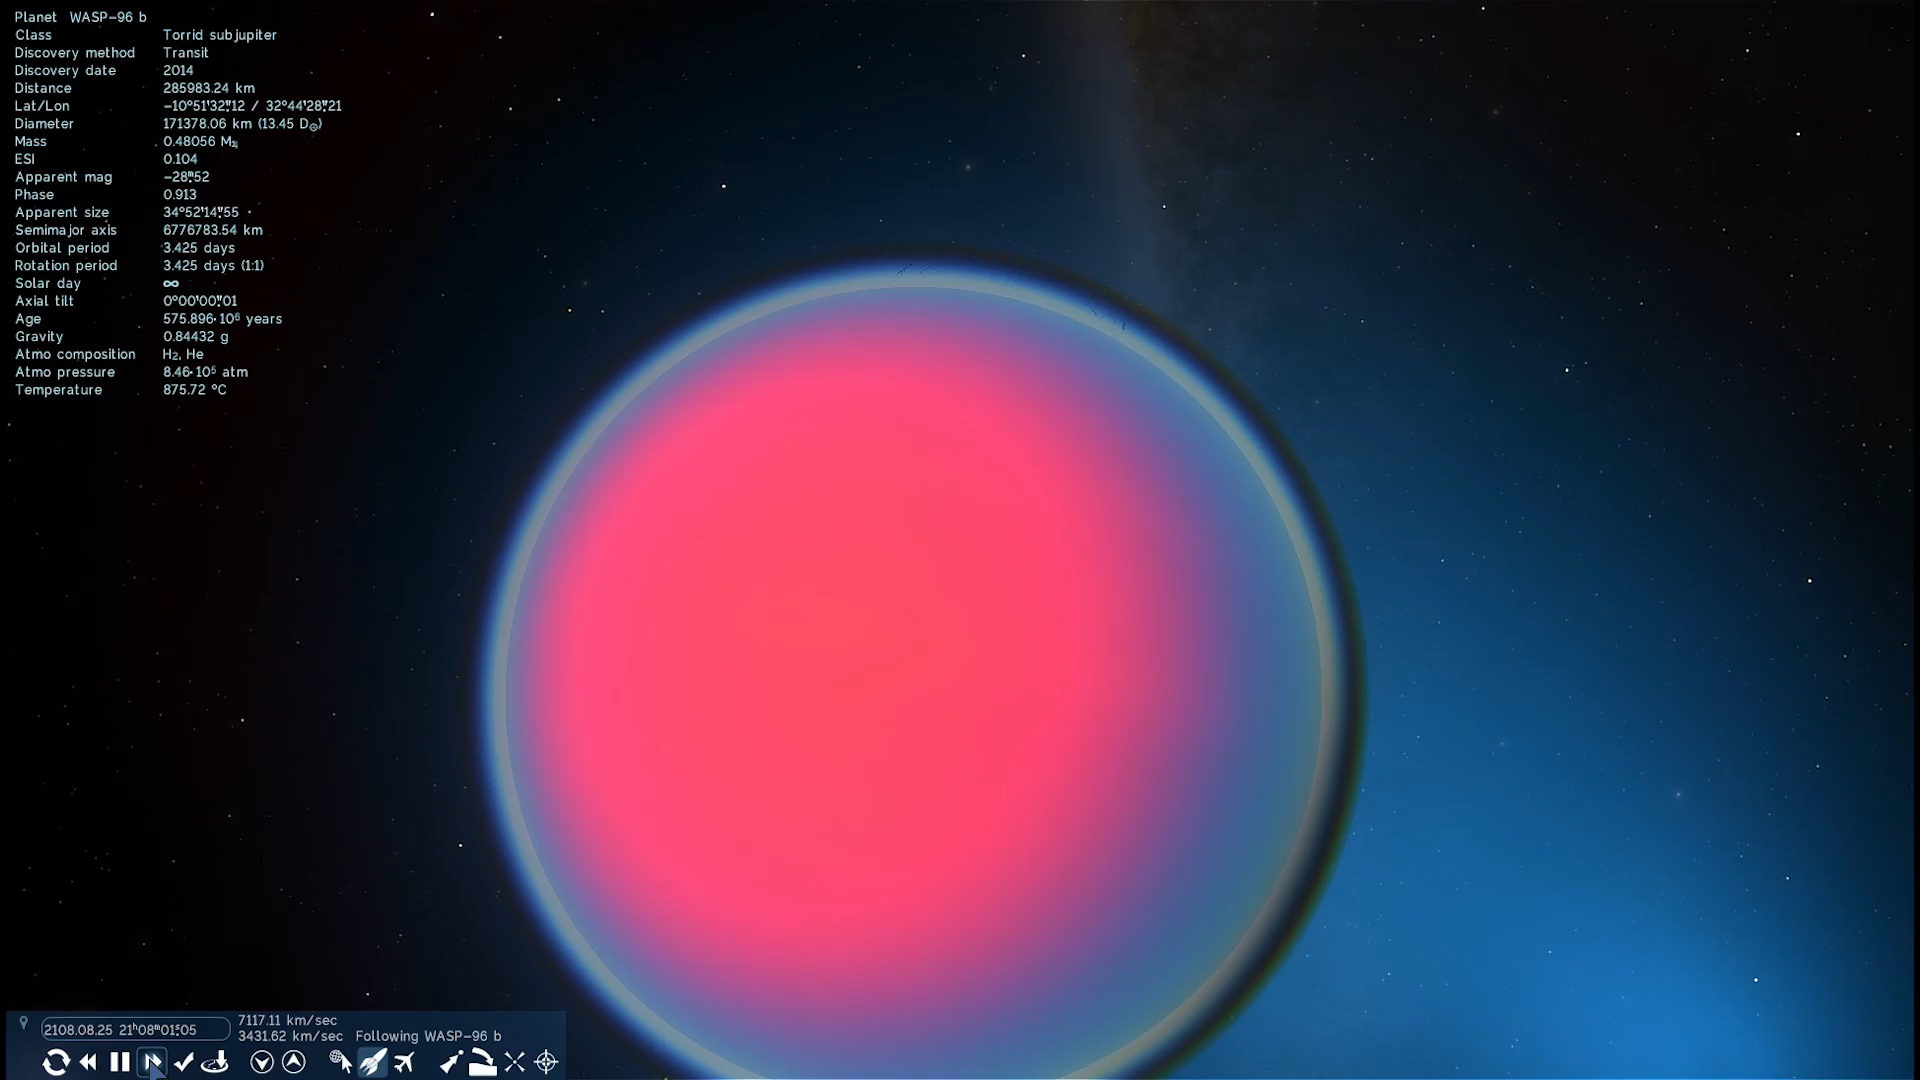 Planet WASP-96 b
Class Torrid subjupiter
Discovery method Transit
Discovery date 2014
Distance 285983.24 km
Lat/Lon -10°51'32"12 / 32°44'28"21
Diameter 171378.06 km (13.45 D⊕)
Mass 0.48056 M♃
ESI 0.104
Apparent mag -28ᵐ52
Phase 0.913
Apparent size 34°52'14"55
Semimajor axis 6776783.54 km
Orbital period 3.425 days
Rotation period 3.425 days (1:1)
Solar day ∞
Axial tilt 0°00'00"01
Age 575.896·10⁶ years
Gravity 0.84432 g
Atmo composition H₂, He
Atmo pressure 8.46·10⁵ atm
Temperature 875.72 °C
7117.11 km/sec
2108.08.25 21ʰ08ᵐ01ˢ05
3431.62 km/sec Following WASP-96 b